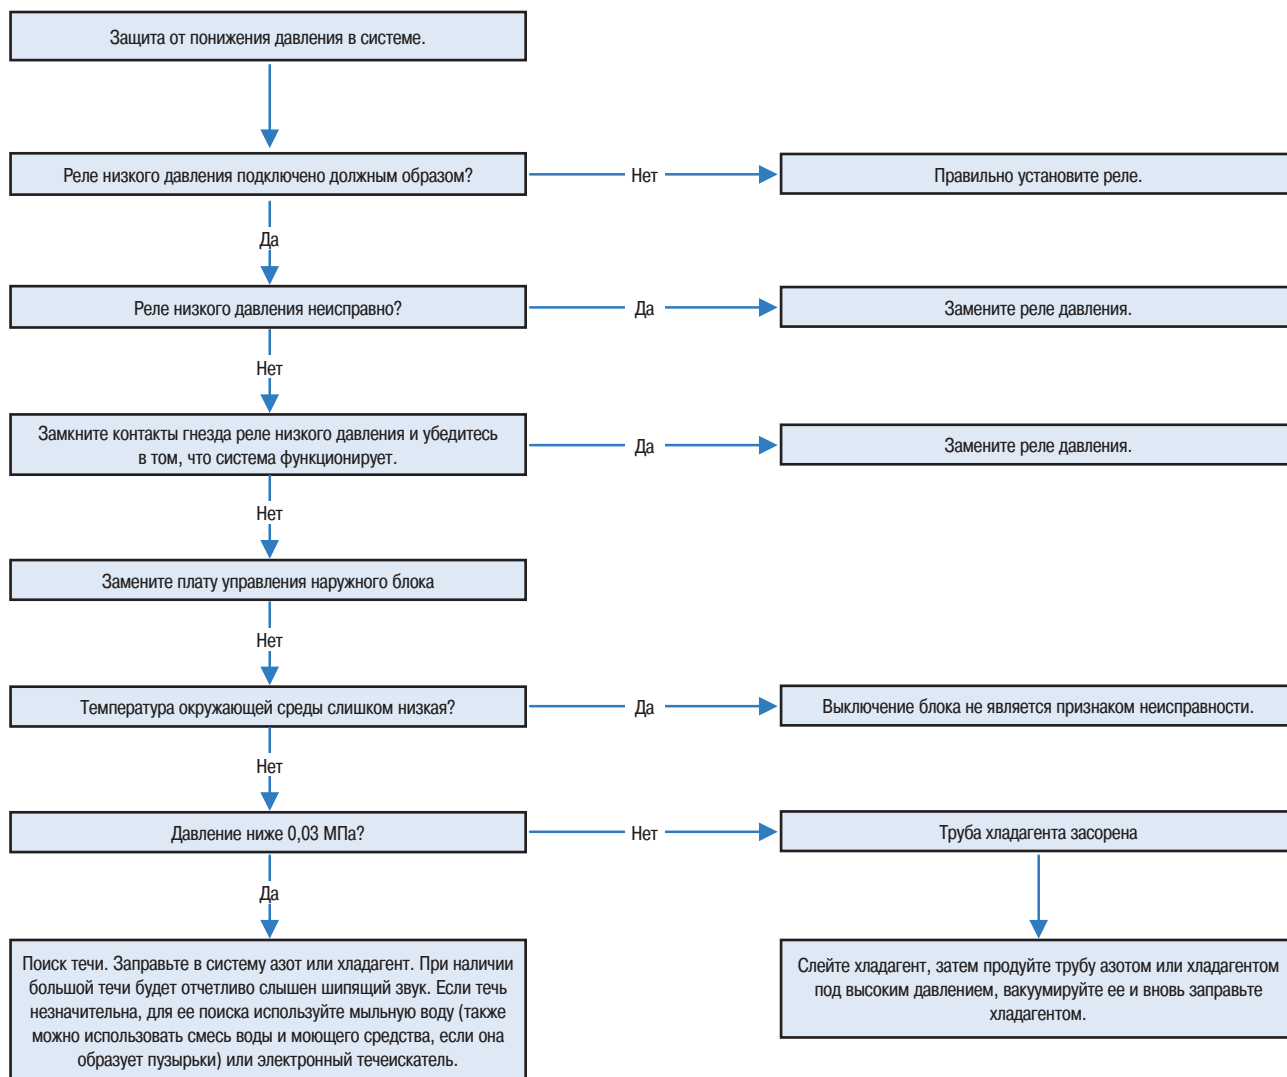 Защита от понижения давления в системе.
Реле низкого давления подключено должным образом?
Нет
Правильно установите реле.
Да
Реле низкого давления неисправно?
Да
Замените реле давления.
Нет
Замкните контакты гнезда реле низкого давления и убедитесь
в том, что система функционирует.
Да
Замените реле давления.
Нет
Замените плату управления наружного блока
Нет
Температура окружающей среды слишком низкая?
Да
Выключение блока не является признаком неисправности.
Нет
Давление ниже 0,03 МПа?
Нет
Труба хладагента засорена
Да
Поиск течи. Заправьте в систему азот или хладагент. При наличии
большой течи будет отчетливо слышен шипящий звук. Если течь
незначительна, для ее поиска используйте мыльную воду (также
можно использовать смесь воды и моющего средства, если она
образует пузырьки) или электронный течеискатель.
Слейте хладагент, затем продуйте трубу азотом или хладагентом
под высоким давлением, вакуумируйте ее и вновь заправьте
хладагентом.